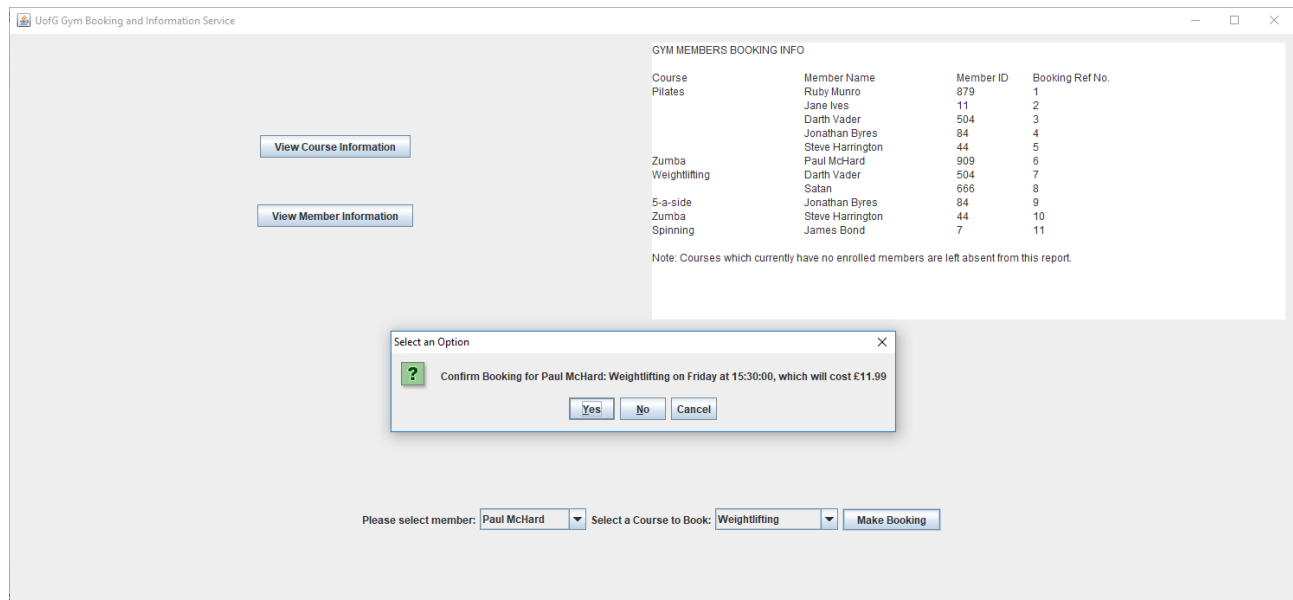 UofG Gym Booking and Information Service
GYM MEMBERS BOOKING INFO
Course Member Name Member ID Booking Ref No.
Pilates Ruby Munro 879 1
Jane Ives 11 2
Darth Vader 504 3
Jonathan Byres 84 4
Steve Harrington 44 5
Zumba Paul McHard 909 6
Weightlifting Darth Vader 504 7
Satan 666 8
5-a-side Jonathan Byres 84 9
Zumba Steve Harrington 44 10
Spinning James Bond 7 11
Note: Courses which currently have no enrolled members are left absent from this report.
View Course Information
View Member Information
Select an Option
? Confirm Booking for Paul McHard: Weightlifting on Friday at 15:30:00, which will cost £11.99
Yes No Cancel
Please select member: Paul McHard Select a Course to Book: Weightlifting Make Booking